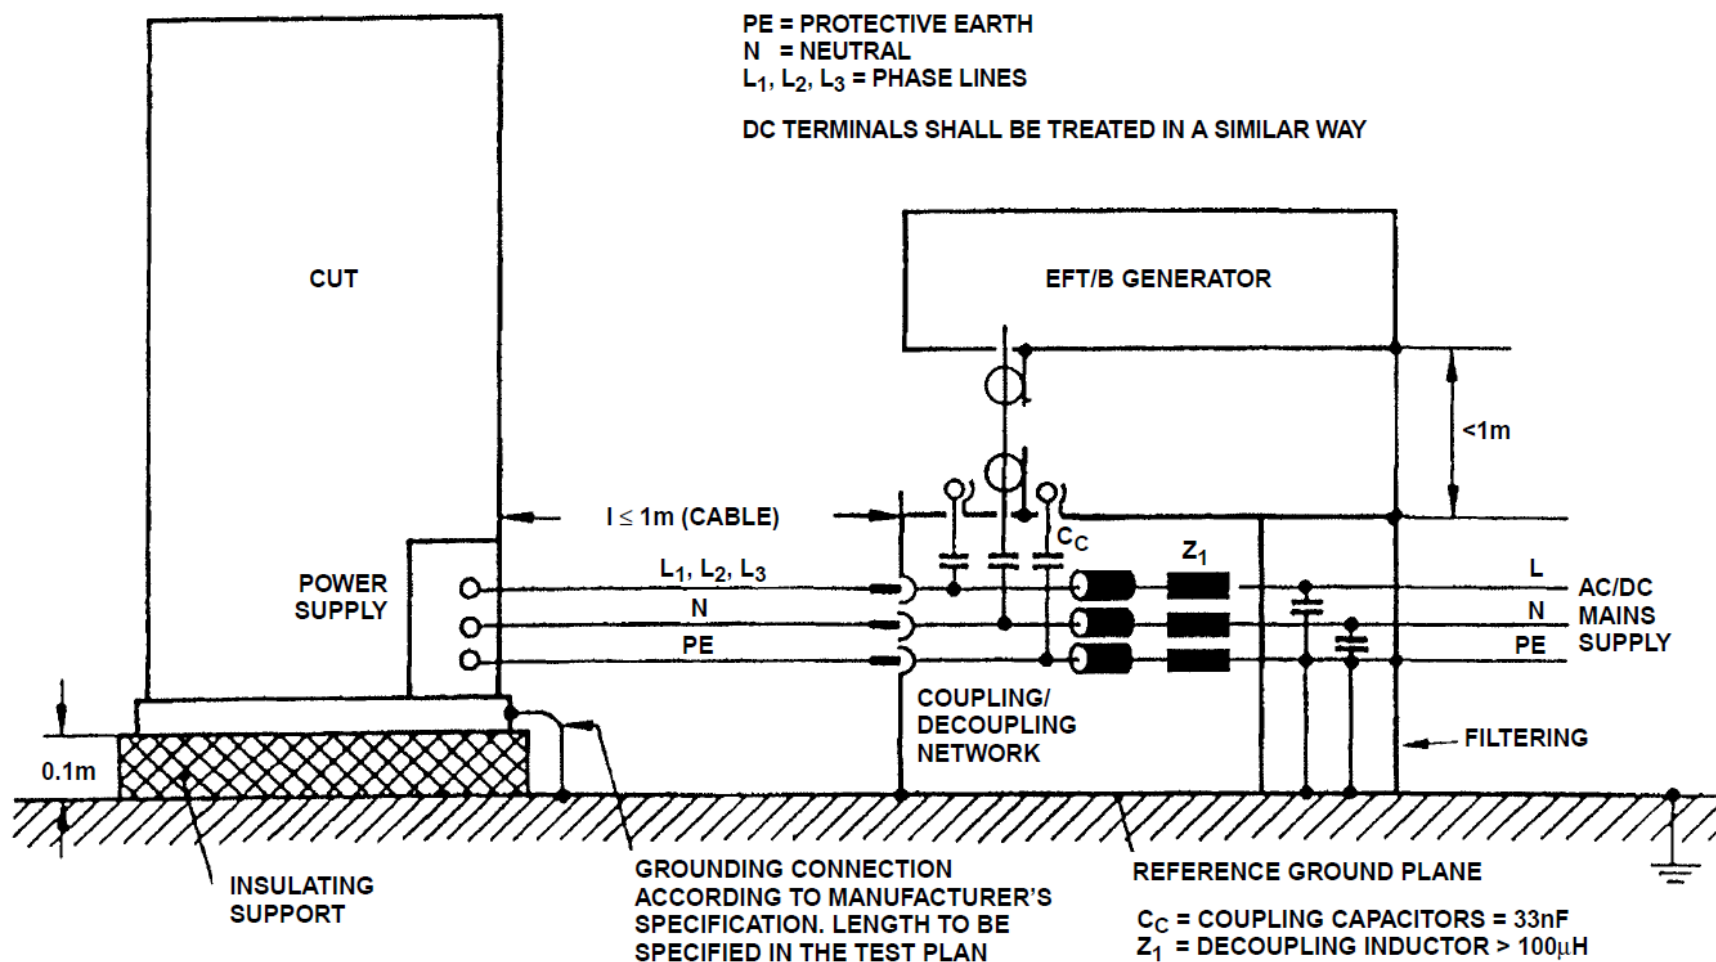 PE = PROTECTIVE EARTH
N = NEUTRAL
L1, L2, L3 = PHASE LINES
DC TERMINALS SHALL BE TREATED IN A SIMILAR WAY
CUT
EFT/B GENERATOR
<1m
l ≤ 1m (CABLE)
CC
Z1
POWER
SUPPLY
L1, L2, L3
N
PE
L
N
PE
AC/DC
MAINS
SUPPLY
COUPLING/
DECOUPLING
NETWORK
FILTERING
0.1m
INSULATING
SUPPORT
GROUNDING CONNECTION
ACCORDING TO MANUFACTURER'S
SPECIFICATION. LENGTH TO BE
SPECIFIED IN THE TEST PLAN
REFERENCE GROUND PLANE
CC = COUPLING CAPACITORS = 33nF
Z1 = DECOUPLING INDUCTOR > 100μH